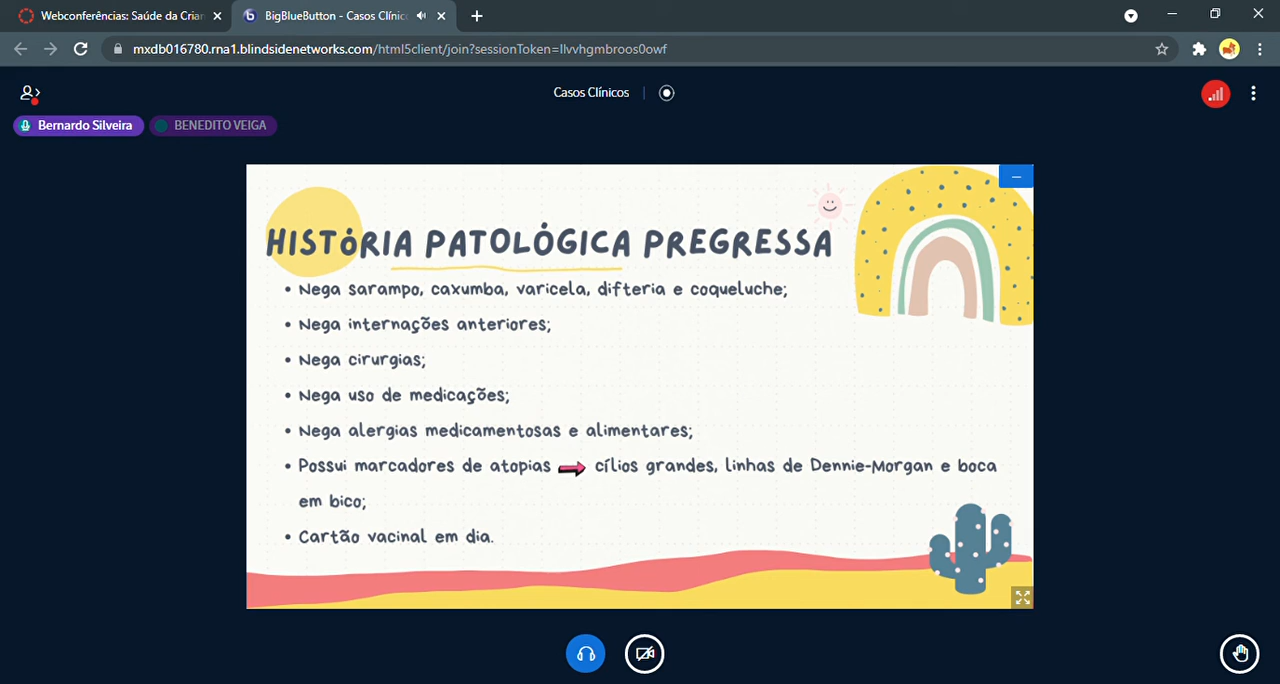 Webconferências: Saúde da Crian
BigBlueButton - Casos Clínico
mxdb016780.rna1.blindsidenetworks.com/html5client/join?sessionToken=llvvhgmbroos0owf
Casos Clínicos
Bernardo Silveira
BENEDITO VEIGA
HISTÓRIA PATOLÓGICA PREGRESSA
• Nega sarampo, caxumba, varicela, difteria e coqueluche;
• Nega internações anteriores;
• Nega cirurgias;
• Nega uso de medicações;
• Nega alergias medicamentosas e alimentares;
• Possui marcadores de atopias → cílios grandes, linhas de Dennie-Morgan e boca
em bico;
• Cartão vacinal em dia.